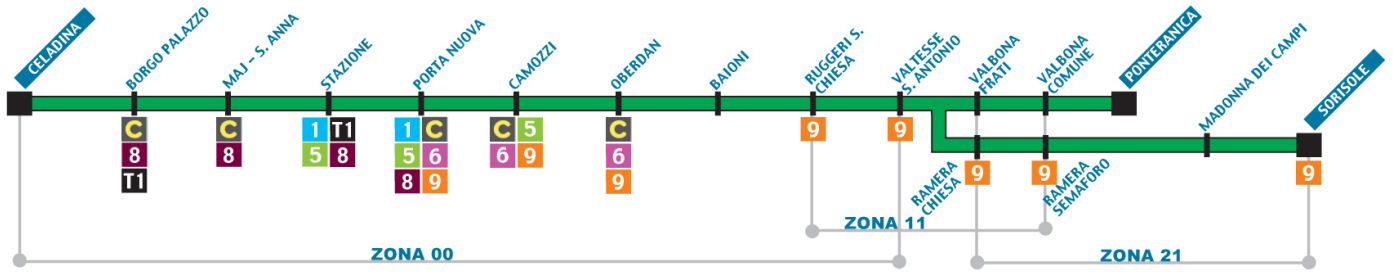 CELADINA
BORGO PALAZZO
MAJ – S. ANNA
STAZIONE
PORTA NUOVA
CAMOZZI
OBERDAN
BAIONI
RUGGERI S.
CHIESA
VALTESSE
S. ANTONIO
VALBONA
FRATI
VALBONA
COMUNE
PONTERANICA
MADONNA DEI CAMPI
SORISOLE
C
8
T1
C
8
1 T1
5 8
1 C
5 6
8 9
C 5
6 9
C
6
9
9
9
9
9
9
RAMERA
CHIESA
RAMERA
SEMAFORO
ZONA 11
ZONA 00
ZONA 21